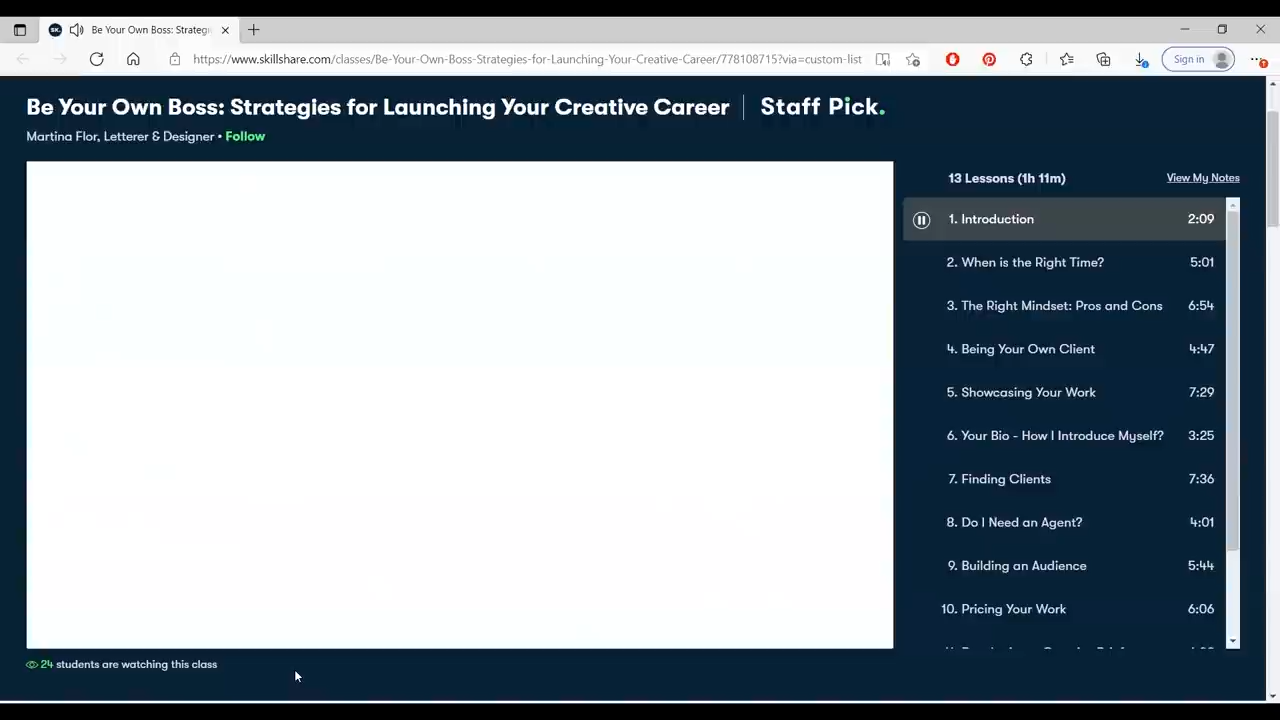 SK.
Be Your Own Boss: Strategi
https://www.skillshare.com/classes/Be-Your-Own-Boss-Strategies-for-Launching-Your-Creative-Career/778108715?via=custom-list
Sign in
Be Your Own Boss: Strategies for Launching Your Creative Career
Staff Pick.
Martina Flor, Letterer & Designer • Follow
13 Lessons (1h 11m)
View My Notes
1. Introduction 2:09
2. When is the Right Time? 5:01
3. The Right Mindset: Pros and Cons 6:54
4. Being Your Own Client 4:47
5. Showcasing Your Work 7:29
6. Your Bio - How I Introduce Myself? 3:25
7. Finding Clients 7:36
8. Do I Need an Agent? 4:01
9. Building an Audience 5:44
10. Pricing Your Work 6:06
24 students are watching this class